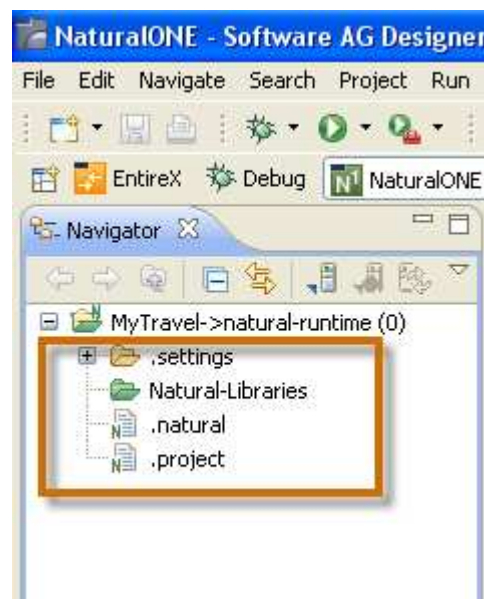 NaturalONE - Software AG Designer
File Edit Navigate Search Project Run
EntireX Debug N1 NaturalONE
Navigator
MyTravel->natural-runtime (0)
.settings
Natural-Libraries
.natural
.project